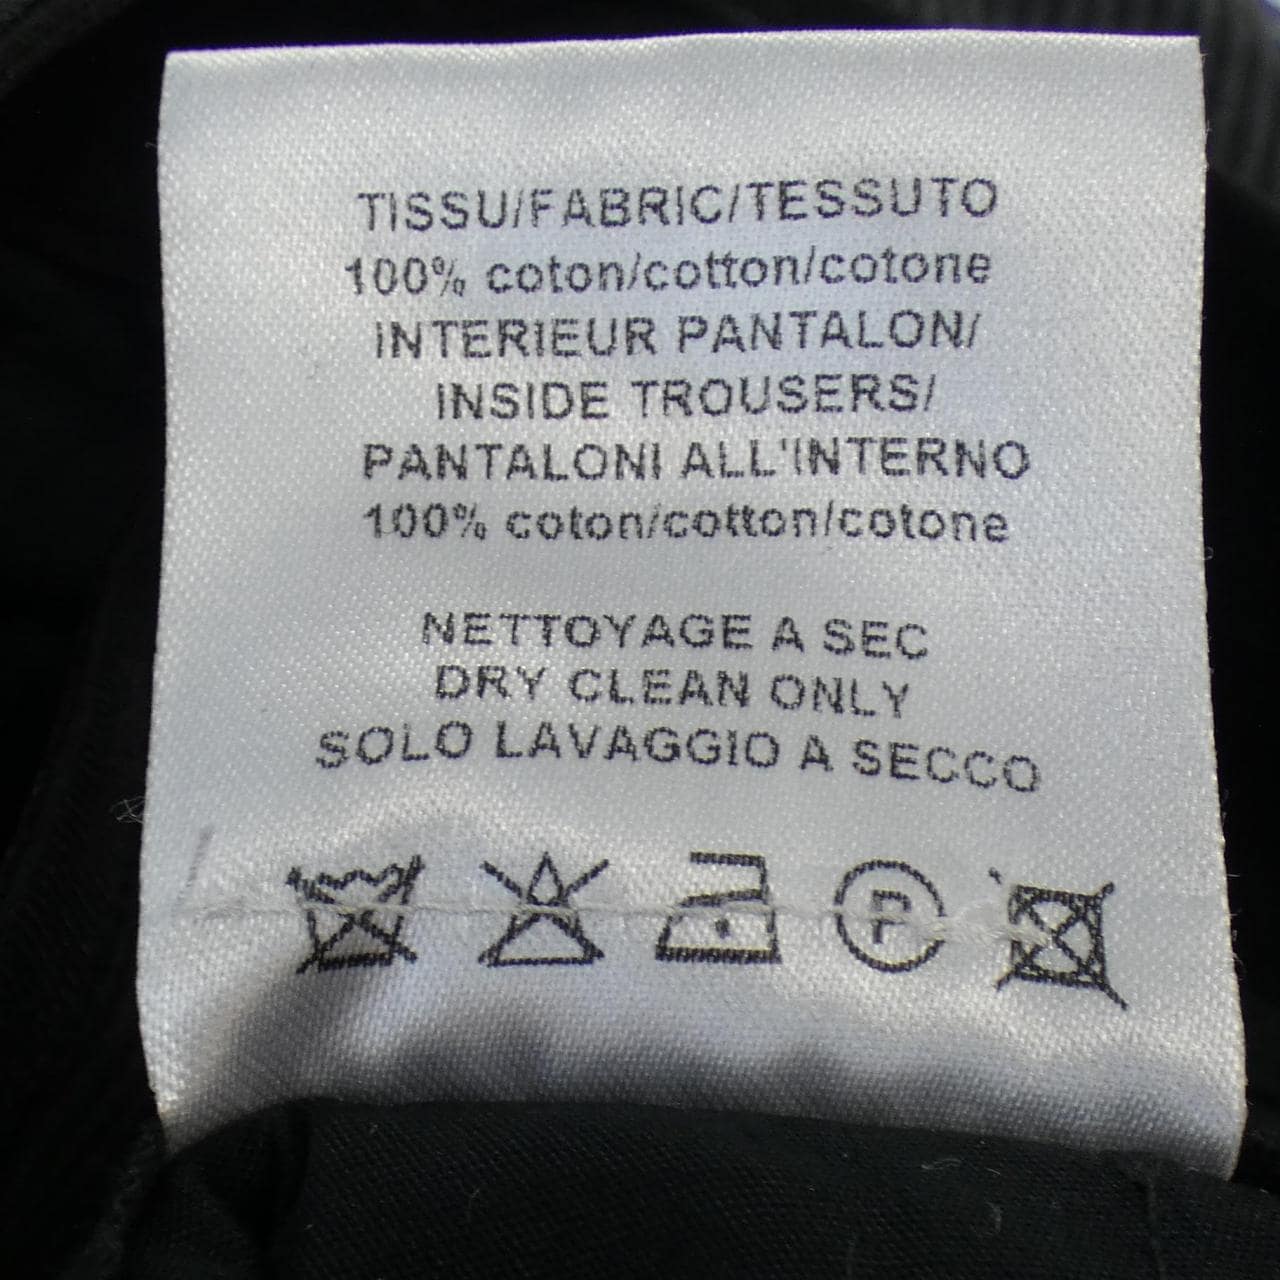 TISSU/FABRIC/TESSUTO
100% coton/cotton/cotone
INTERIEUR PANTALON/
INSIDE TROUSERS/
PANTALONI ALL'INTERNO
100% coton/cotton/cotone
NETTOYAGE A SEC
DRY CLEAN ONLY
SOLO LAVAGGIO A SECCO
P